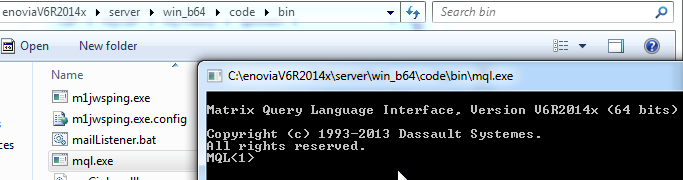 enoviaV6R2014x ▸ server ▸ win_b64 ▸ code ▸ bin
Search bin
Open New folder
Name
m1jwsping.exe
m1jwsping.exe.config
mailListener.bat
mql.exe
ces
C:\enoviaV6R2014x\server\win_b64\code\bin\mql.exe
Matrix Query Language Interface, Version V6R2014x (64 bits)
Copyright (c) 1993-2013 Dassault Systemes.
All rights reserved.
MQL<1>